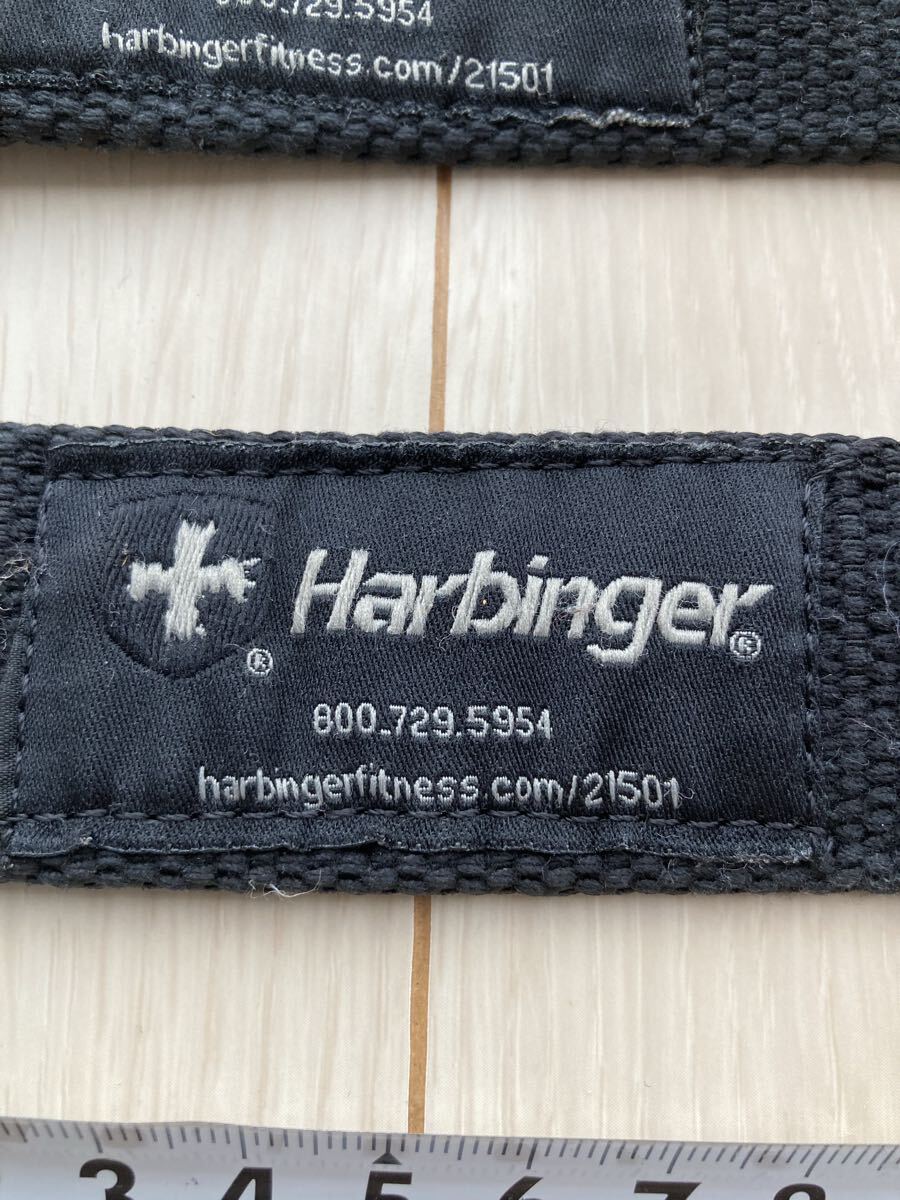 800.729.5954
harbingerfitness.com/21501
Harbinger®
®
800.729.5954
harbingerfitness.com/21501
3 4 5 6 7 8